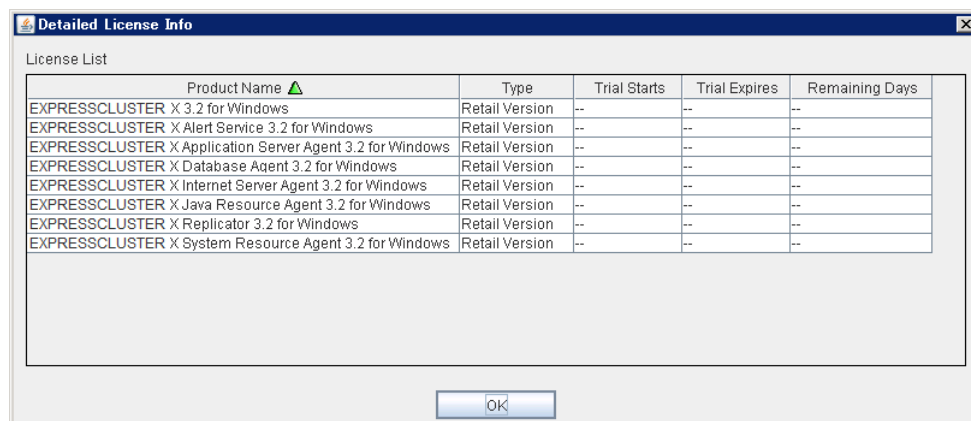 Detailed License Info
License List
Product Name Type Trial Starts Trial Expires Remaining Days
EXPRESSCLUSTER X 3.2 for Windows Retail Version -- -- --
EXPRESSCLUSTER X Alert Service 3.2 for Windows Retail Version -- -- --
EXPRESSCLUSTER X Application Server Agent 3.2 for Windows Retail Version -- -- --
EXPRESSCLUSTER X Database Agent 3.2 for Windows Retail Version -- -- --
EXPRESSCLUSTER X Internet Server Agent 3.2 for Windows Retail Version -- -- --
EXPRESSCLUSTER X Java Resource Agent 3.2 for Windows Retail Version -- -- --
EXPRESSCLUSTER X Replicator 3.2 for Windows Retail Version -- -- --
EXPRESSCLUSTER X System Resource Agent 3.2 for Windows Retail Version -- -- --
OK